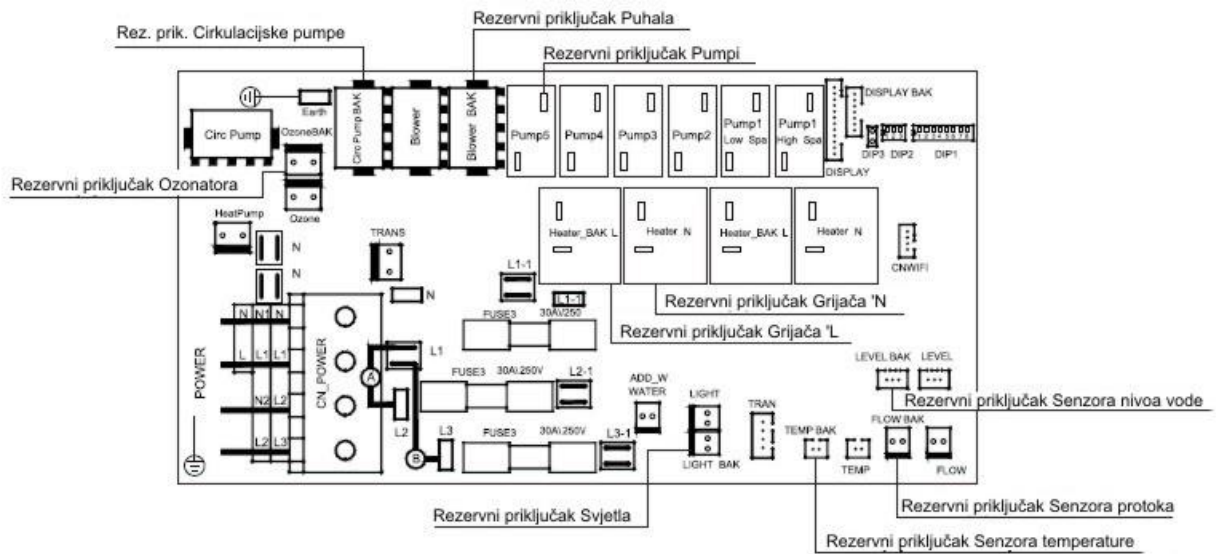 Rezervni priključak Puhala
Rez. prik. Cirkulacijske pumpe
Rezervni priključak Pumpi
Earth
Circ Pump
OzoneBAK
Circ Pump BAK
Blower
Blower BAK
Pump5
Pump4
Pump3
Pump2
Pump1
Low Spa
Pump1
High Spa
DISPLAY BAK
DISPLAY
DIP3
DIP2
DIP1
Rezervni priključak Ozonatora
Ozone
HeatPump
N
N
TRANS
N
Heater_BAK L
Heater N
Heater_BAK L
Heater N
CNWIFI
L1-1
L1-1
Rezervni priključak Grijača 'N
Rezervni priključak Grijača 'L
FUSE3 30A\/250
POWER
N N1 N
L L1 L1
N2 L2
L2 L3
CN_POWER
A
L1
L2
B
L3
FUSE3 30A\.250V
L2-1
FUSE3 30A\.250V
L3-1
ADD_W
WATER
LIGHT
LIGHT BAK
TRAN
LEVEL BAK
LEVEL
Rezervni priključak Senzora nivoa vode
TEMP BAK
TEMP
FLOW BAK
FLOW
Rezervni priključak Senzora protoka
Rezervni priključak Svjetla
Rezervni priključak Senzora temperature